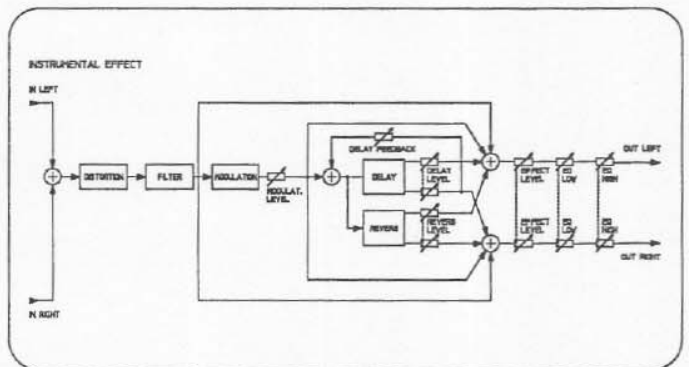 INSTRUMENTAL EFFECT
IN LEFT
DISTORTION
FILTER
MODULATION
MODULAT.
LEVEL
DELAY FEEDBACK
DELAY
DELAY
LEVEL
REVERB
REVERB
LEVEL
EFFECT
LEVEL
EQ
LOW
EQ
HIGH
OUT LEFT
EFFECT
LEVEL
EQ
LOW
EQ
HIGH
OUT RIGHT
IN RIGHT